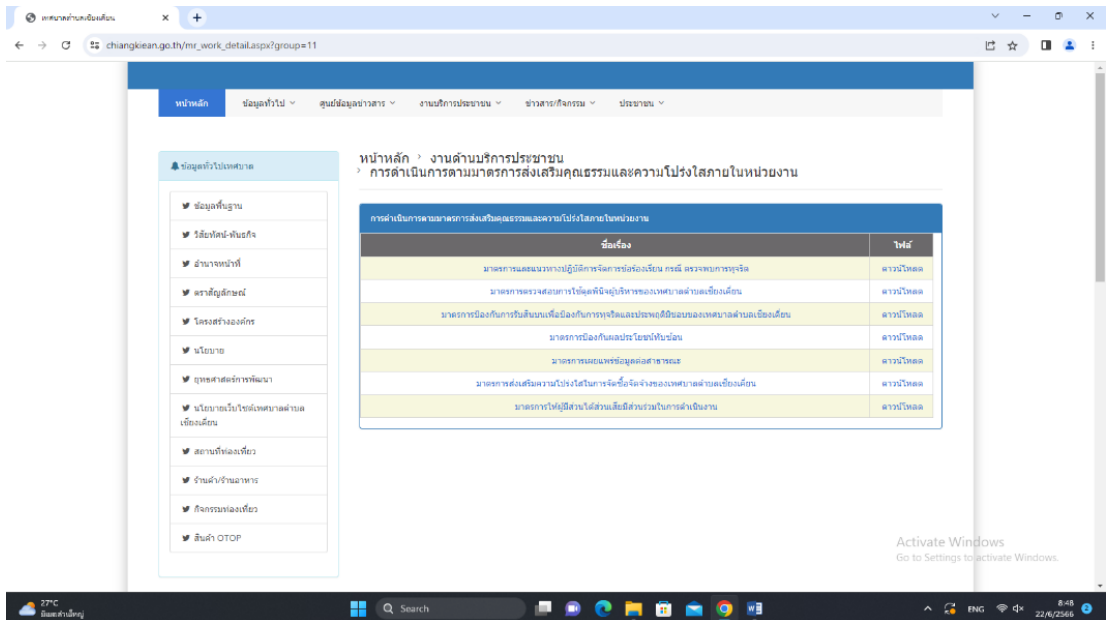 เทศบาลตำบลเชียงเคี่ยน
chiangkiean.go.th/mr_work_detail.aspx?group=11
หน้าหลัก ข้อมูลทั่วไป ศูนย์ข้อมูลข่าวสาร งานบริการประชาชน ข่าวสาร/กิจกรรม ประชาชน
ข้อมูลทั่วไปเทศบาล
ข้อมูลพื้นฐาน
วิสัยทัศน์-พันธกิจ
อำนาจหน้าที่
ตราสัญลักษณ์
โครงสร้างองค์กร
นโยบาย
ยุทธศาสตร์การพัฒนา
นโยบายเว็บไซต์เทศบาลตำบล
เชียงเคี่ยน
สถานที่ท่องเที่ยว
ร้านค้า/ร้านอาหาร
กิจกรรมท่องเที่ยว
สินค้า OTOP
หน้าหลัก > งานด้านบริการประชาชน
> การดำเนินการตามมาตรการส่งเสริมคุณธรรมและความโปร่งใสภายในหน่วยงาน
การดำเนินการตามมาตรการส่งเสริมคุณธรรมและความโปร่งใสภายในหน่วยงาน
ชื่อเรื่อง ไฟล์
มาตรการและแนวทางปฏิบัติการจัดการข้อร้องเรียน กรณี ตรวจพบการทุจริต ดาวน์โหลด
มาตรการตรวจสอบการใช้ดุลพินิจผู้บริหารของเทศบาลตำบลเชียงเคี่ยน ดาวน์โหลด
มาตรการป้องกันการรับสินบนเพื่อป้องกันการทุจริตและประพฤติมิชอบของเทศบาลตำบลเชียงเคี่ยน ดาวน์โหลด
มาตรการป้องกันผลประโยชน์ทับซ้อน ดาวน์โหลด
มาตรการเผยแพร่ข้อมูลต่อสาธารณะ ดาวน์โหลด
มาตรการส่งเสริมความโปร่งใสในการจัดซื้อจัดจ้างของเทศบาลตำบลเชียงเคี่ยน ดาวน์โหลด
มาตรการให้ผู้มีส่วนได้ส่วนเสียมีส่วนร่วมในการดำเนินงาน ดาวน์โหลด
Activate Windows
Go to Settings to activate Windows.
27°C
มีแดดส่วนใหญ่
Search
ENG
8:48
22/6/2566
2